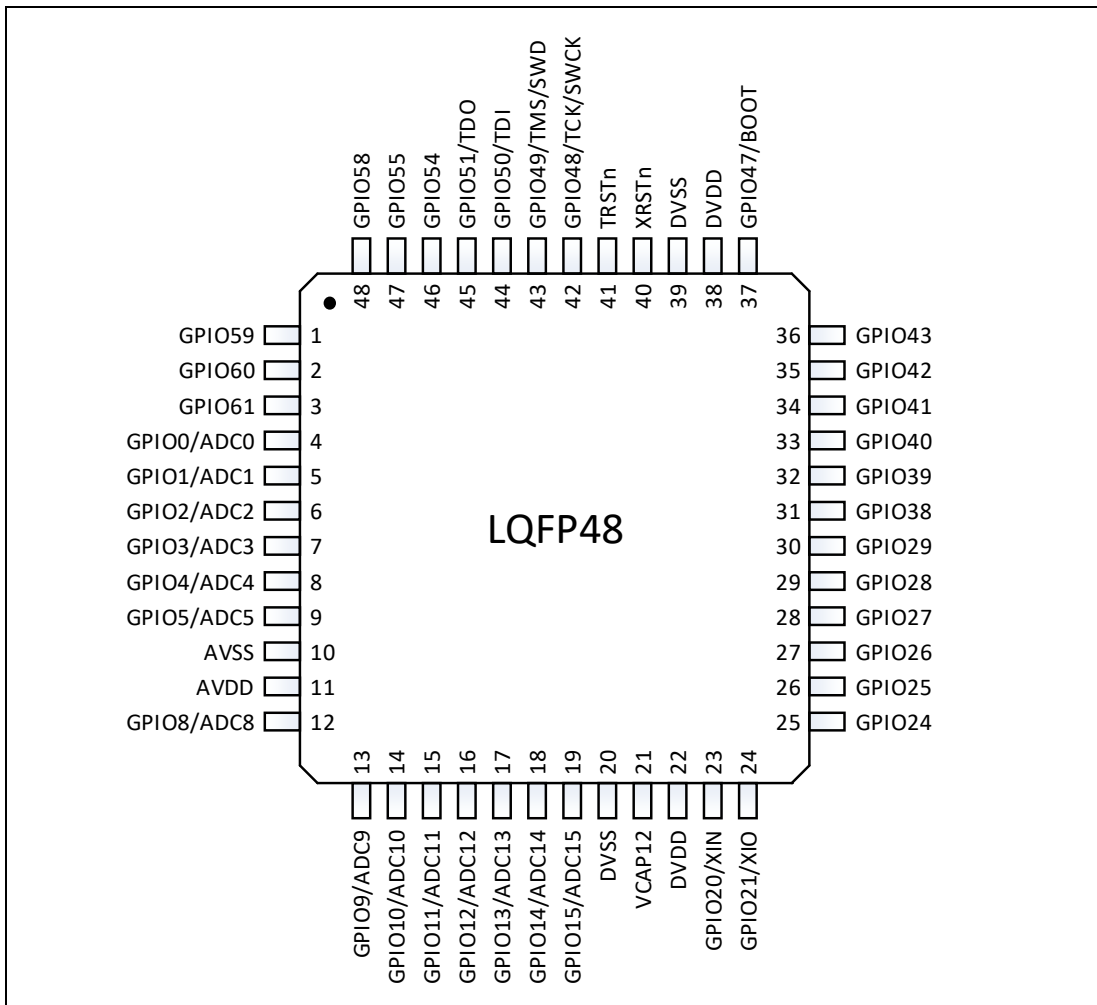 GPIO58
GPIO55
GPIO54
GPIO51/TDO
GPIO50/TDI
GPIO49/TMS/SWD
GPIO48/TCK/SWCK
TRSTn
XRSTn
DVSS
DVDD
GPIO47/BOOT
48 47 46 45 44 43 42 41 40 39 38 37
GPIO59 1 36 GPIO43
GPIO60 2 35 GPIO42
GPIO61 3 34 GPIO41
GPIO0/ADC0 4 33 GPIO40
GPIO1/ADC1 5 32 GPIO39
GPIO2/ADC2 6 31 GPIO38
LQFP48
GPIO3/ADC3 7 30 GPIO29
GPIO4/ADC4 8 29 GPIO28
GPIO5/ADC5 9 28 GPIO27
AVSS 10 27 GPIO26
AVDD 11 26 GPIO25
GPIO8/ADC8 12 25 GPIO24
13 14 15 16 17 18 19 20 21 22 23 24
GPIO9/ADC9
GPIO10/ADC10
GPIO11/ADC11
GPIO12/ADC12
GPIO13/ADC13
GPIO14/ADC14
GPIO15/ADC15
DVSS
VCAP12
DVDD
GPIO20/XIN
GPIO21/XIO